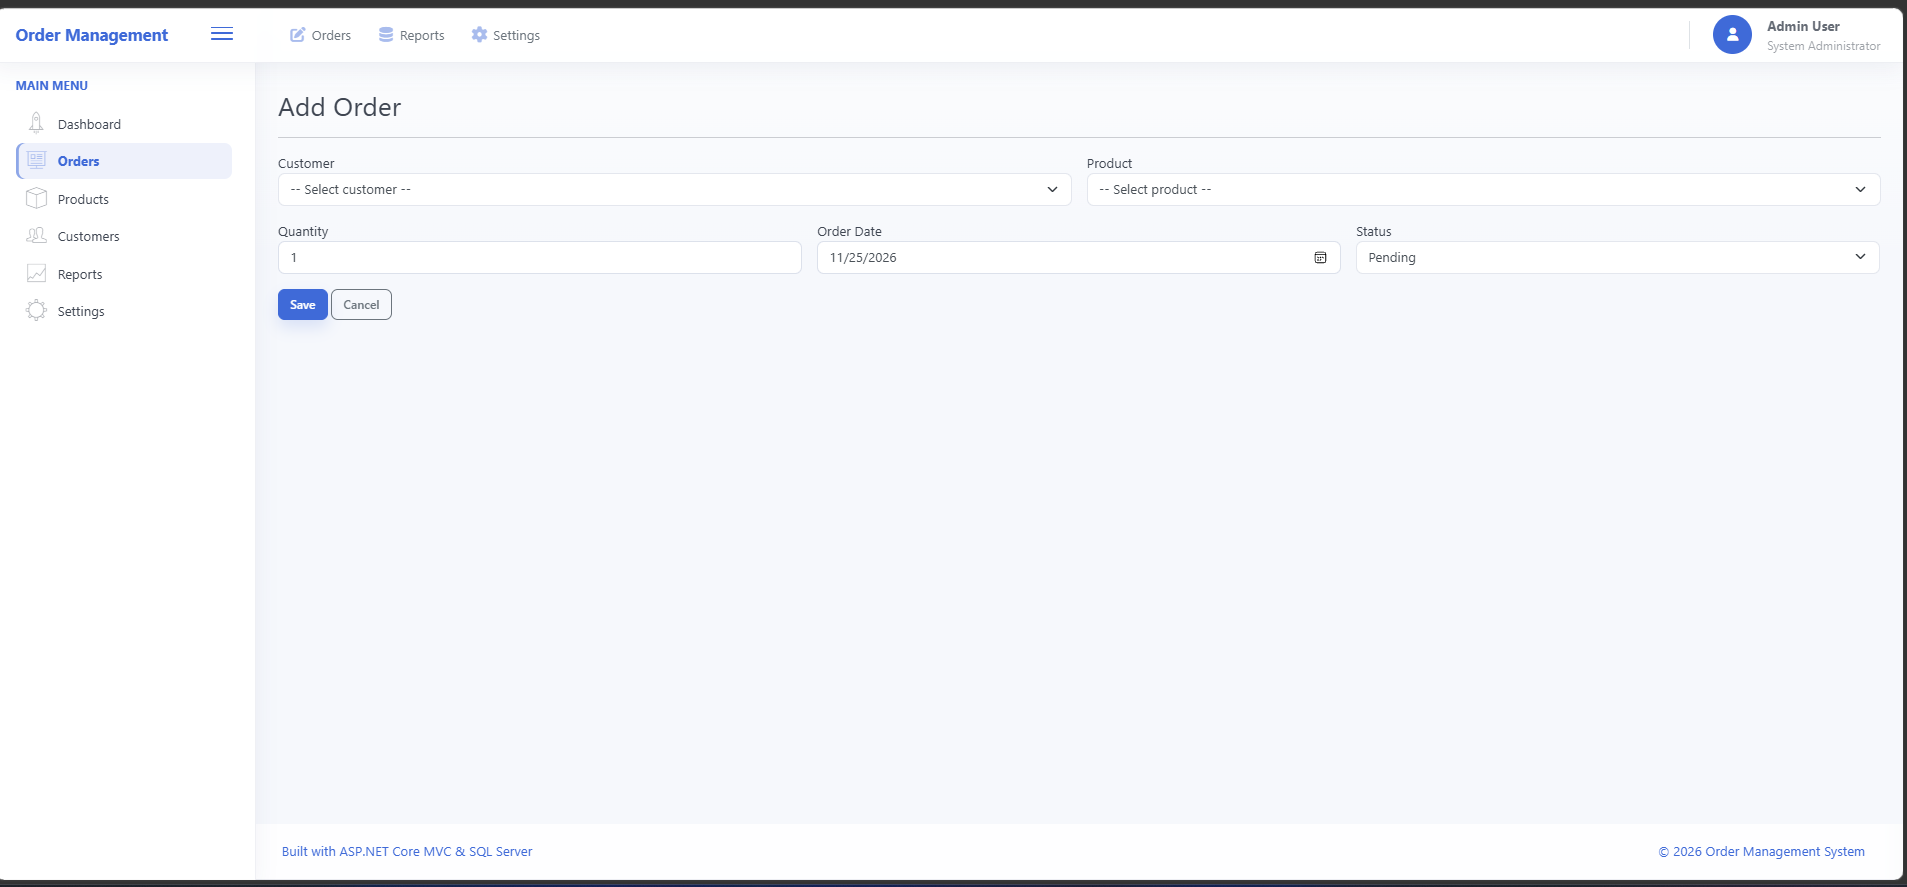 Order Management
Orders
Reports
Settings
Admin User
System Administrator
MAIN MENU
Dashboard
Orders
Products
Customers
Reports
Settings
Add Order
Customer
Product
-- Select customer --
-- Select product --
Quantity
Order Date
Status
1
11/25/2026
Pending
Save
Cancel
Built with ASP.NET Core MVC & SQL Server
© 2026 Order Management System